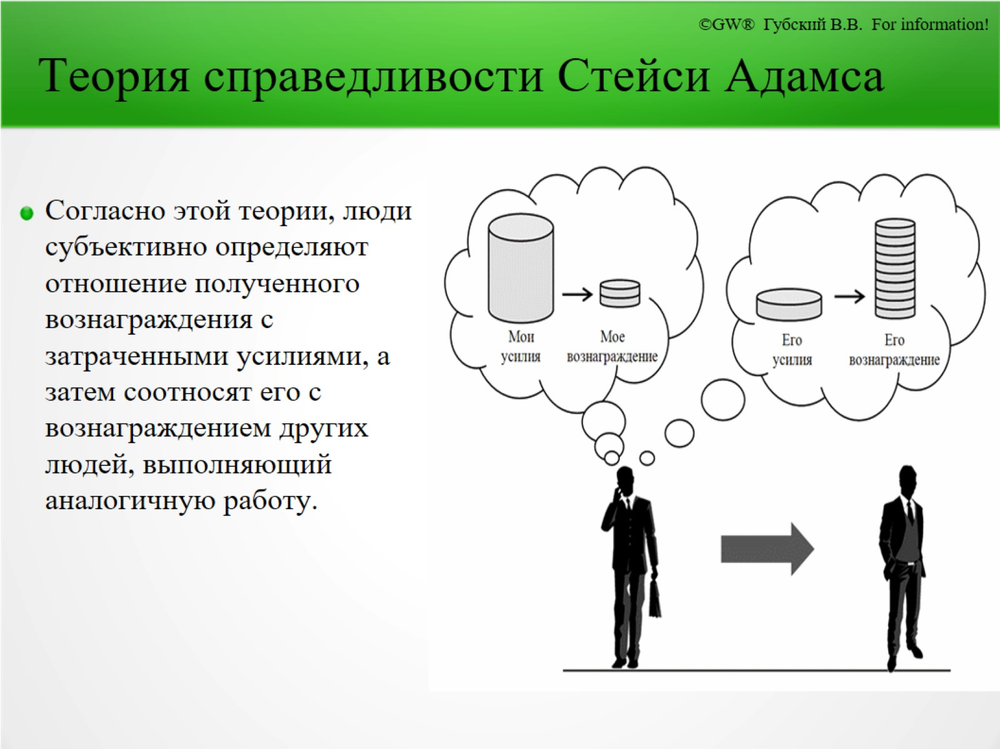 ©GW® Губский В.В. For information!
Теория справедливости Стейси Адамса
Согласно этой теории, люди
субъективно определяют
отношение полученного
вознаграждения с
затраченными усилиями, а
затем соотносят его с
вознаграждением других
людей, выполняющий
аналогичную работу.
Мои
усилия
Мое
вознаграждение
Его
усилия
Его
вознаграждение